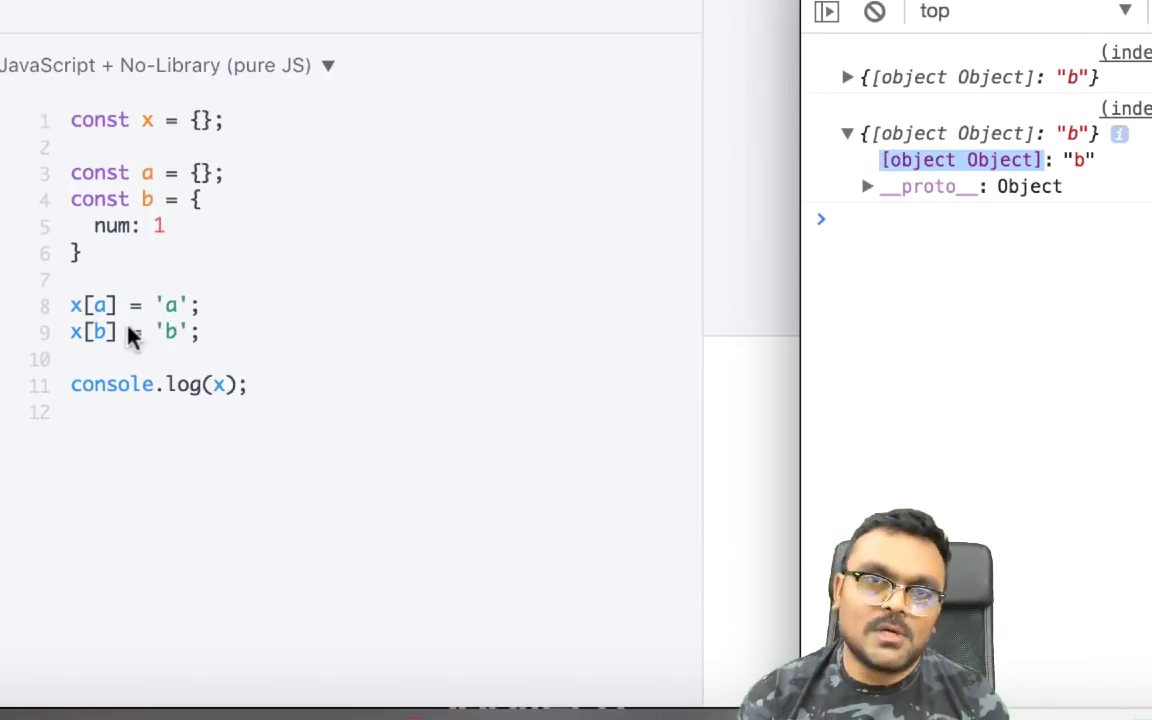 JavaScript + No-Library (pure JS) ▼
1 const x = {};
2
3 const a = {};
4 const b = {
5 num: 1
6 }
7
8 x[a] = 'a';
9 x[b] = 'b';
10
11 console.log(x);
12
top ▼
(inde
▶ {[object Object]: "b"}
(inde
▼ {[object Object]: "b"} i
[object Object]: "b"
▶ __proto__: Object
>